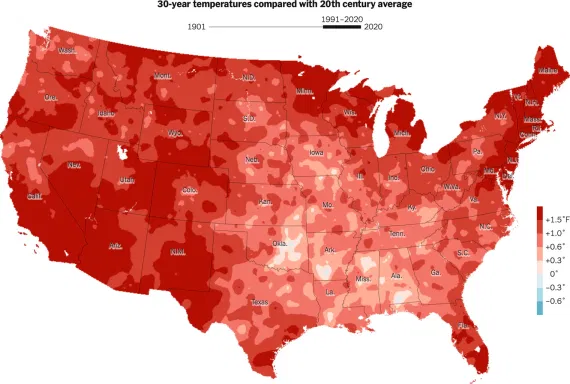 30-year temperatures compared with 20th century average
1991–2020
1901
2020
Wash.
Mont.
N.D.
Minn.
Maine
Ore.
Idaho
Wyo.
S.D.
Wis.
Mich.
N.Y.
Vt.
N.H.
Mass.
R.I.
Conn.
Nev.
Utah
Colo.
Neb.
Iowa
Ill.
Ind.
Ohio
Pa.
N.J.
Md.
Del.
Calif.
Kan.
Mo.
Ky.
W.Va.
Va.
Ariz.
N.M.
Okla.
Ark.
Tenn.
N.C.
S.C.
Texas
La.
Miss.
Ala.
Ga.
Fla.
+1.5˚F
+1.0˚
+0.6˚
+0.3˚
0˚
–0.3˚
–0.6˚